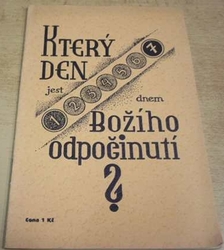 Který
den
jest
1 2 3 4 5 6 7
dnem
Božího
odpočinutí
?
Cena 1 Kč